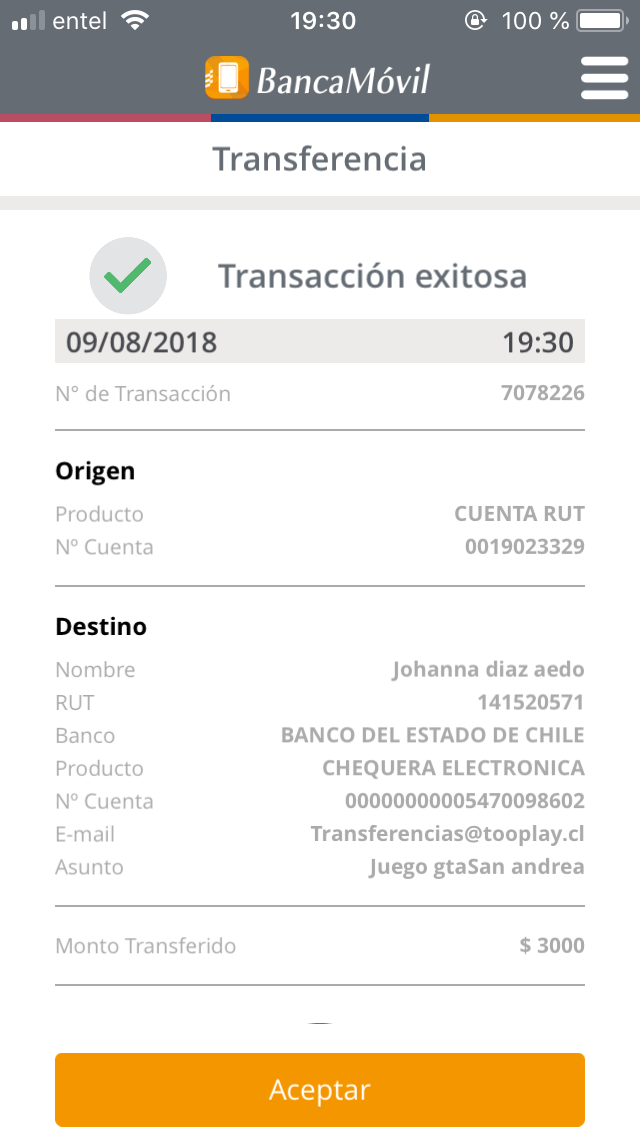 entel 19:30 100 %
BancaMóvil
Transferencia
Transacción exitosa
09/08/2018 19:30
N° de Transacción 7078226
Origen
Producto CUENTA RUT
Nº Cuenta 0019023329
Destino
Nombre Johanna diaz aedo
RUT 141520571
Banco BANCO DEL ESTADO DE CHILE
Producto CHEQUERA ELECTRONICA
Nº Cuenta 00000000005470098602
E-mail Transferencias@tooplay.cl
Asunto Juego gtaSan andrea
Monto Transferido $ 3000
Aceptar